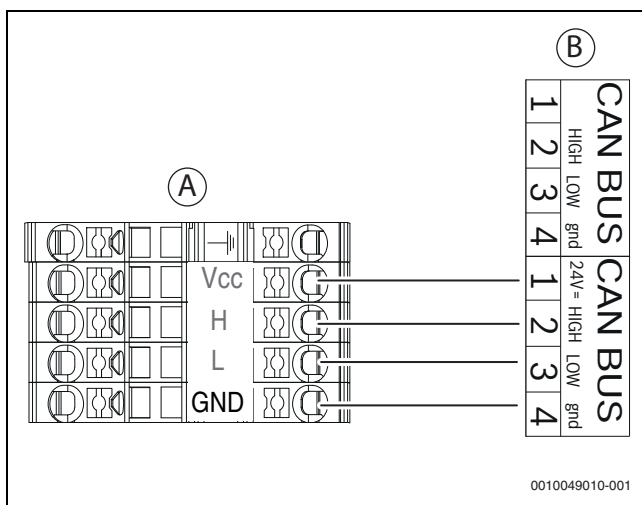 B
A
CAN BUS
1
2 HIGH
3 LOW
4 gnd
CAN BUS
1 24V=
2 HIGH
3 LOW
4 gnd
Vcc
H
L
GND
0010049010-001